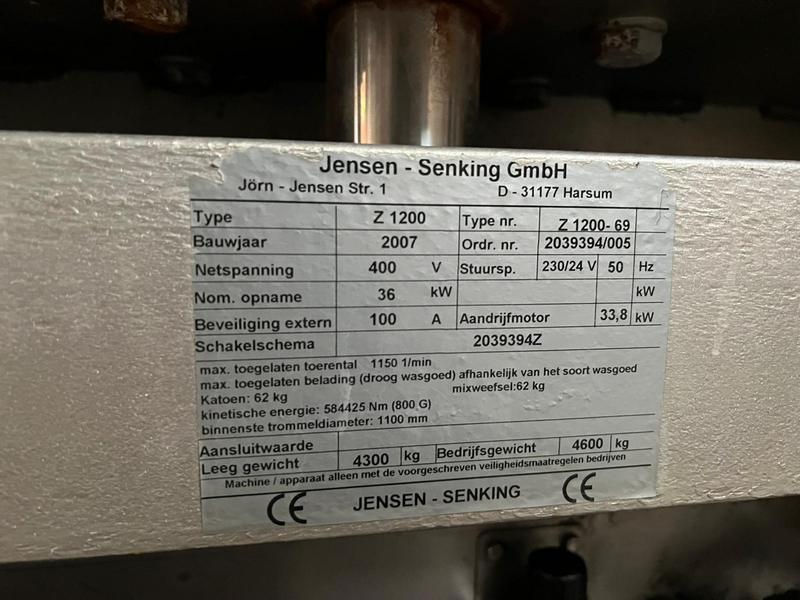 Jensen - Senking GmbH
Jörn - Jensen Str. 1 D - 31177 Harsum
Type Z 1200 Type nr. Z 1200- 69
Bauwjaar 2007 Ordr. nr. 2039394/005
Netspanning 400 V Stuursp. 230/24 V 50 Hz
Nom. opname 36 kW kW
Beveiliging extern 100 A Aandrijfmotor 33,8 kW
Schakelschema 2039394Z
max. toegelaten toerental 1150 1/min
max. toegelaten belading (droog wasgoed) afhankelijk van het soort wasgoed
Katoen: 62 kg mixweefsel:62 kg
kinetische energie: 584425 Nm (800 G)
binnenste trommeldiameter: 1100 mm
Aansluitwaarde
Leeg gewicht 4300 kg Bedrijfsgewicht 4600 kg
Machine / apparaat alleen met de voorgeschreven veiligheidsmaatregelen bedrijven
CE JENSEN - SENKING CE